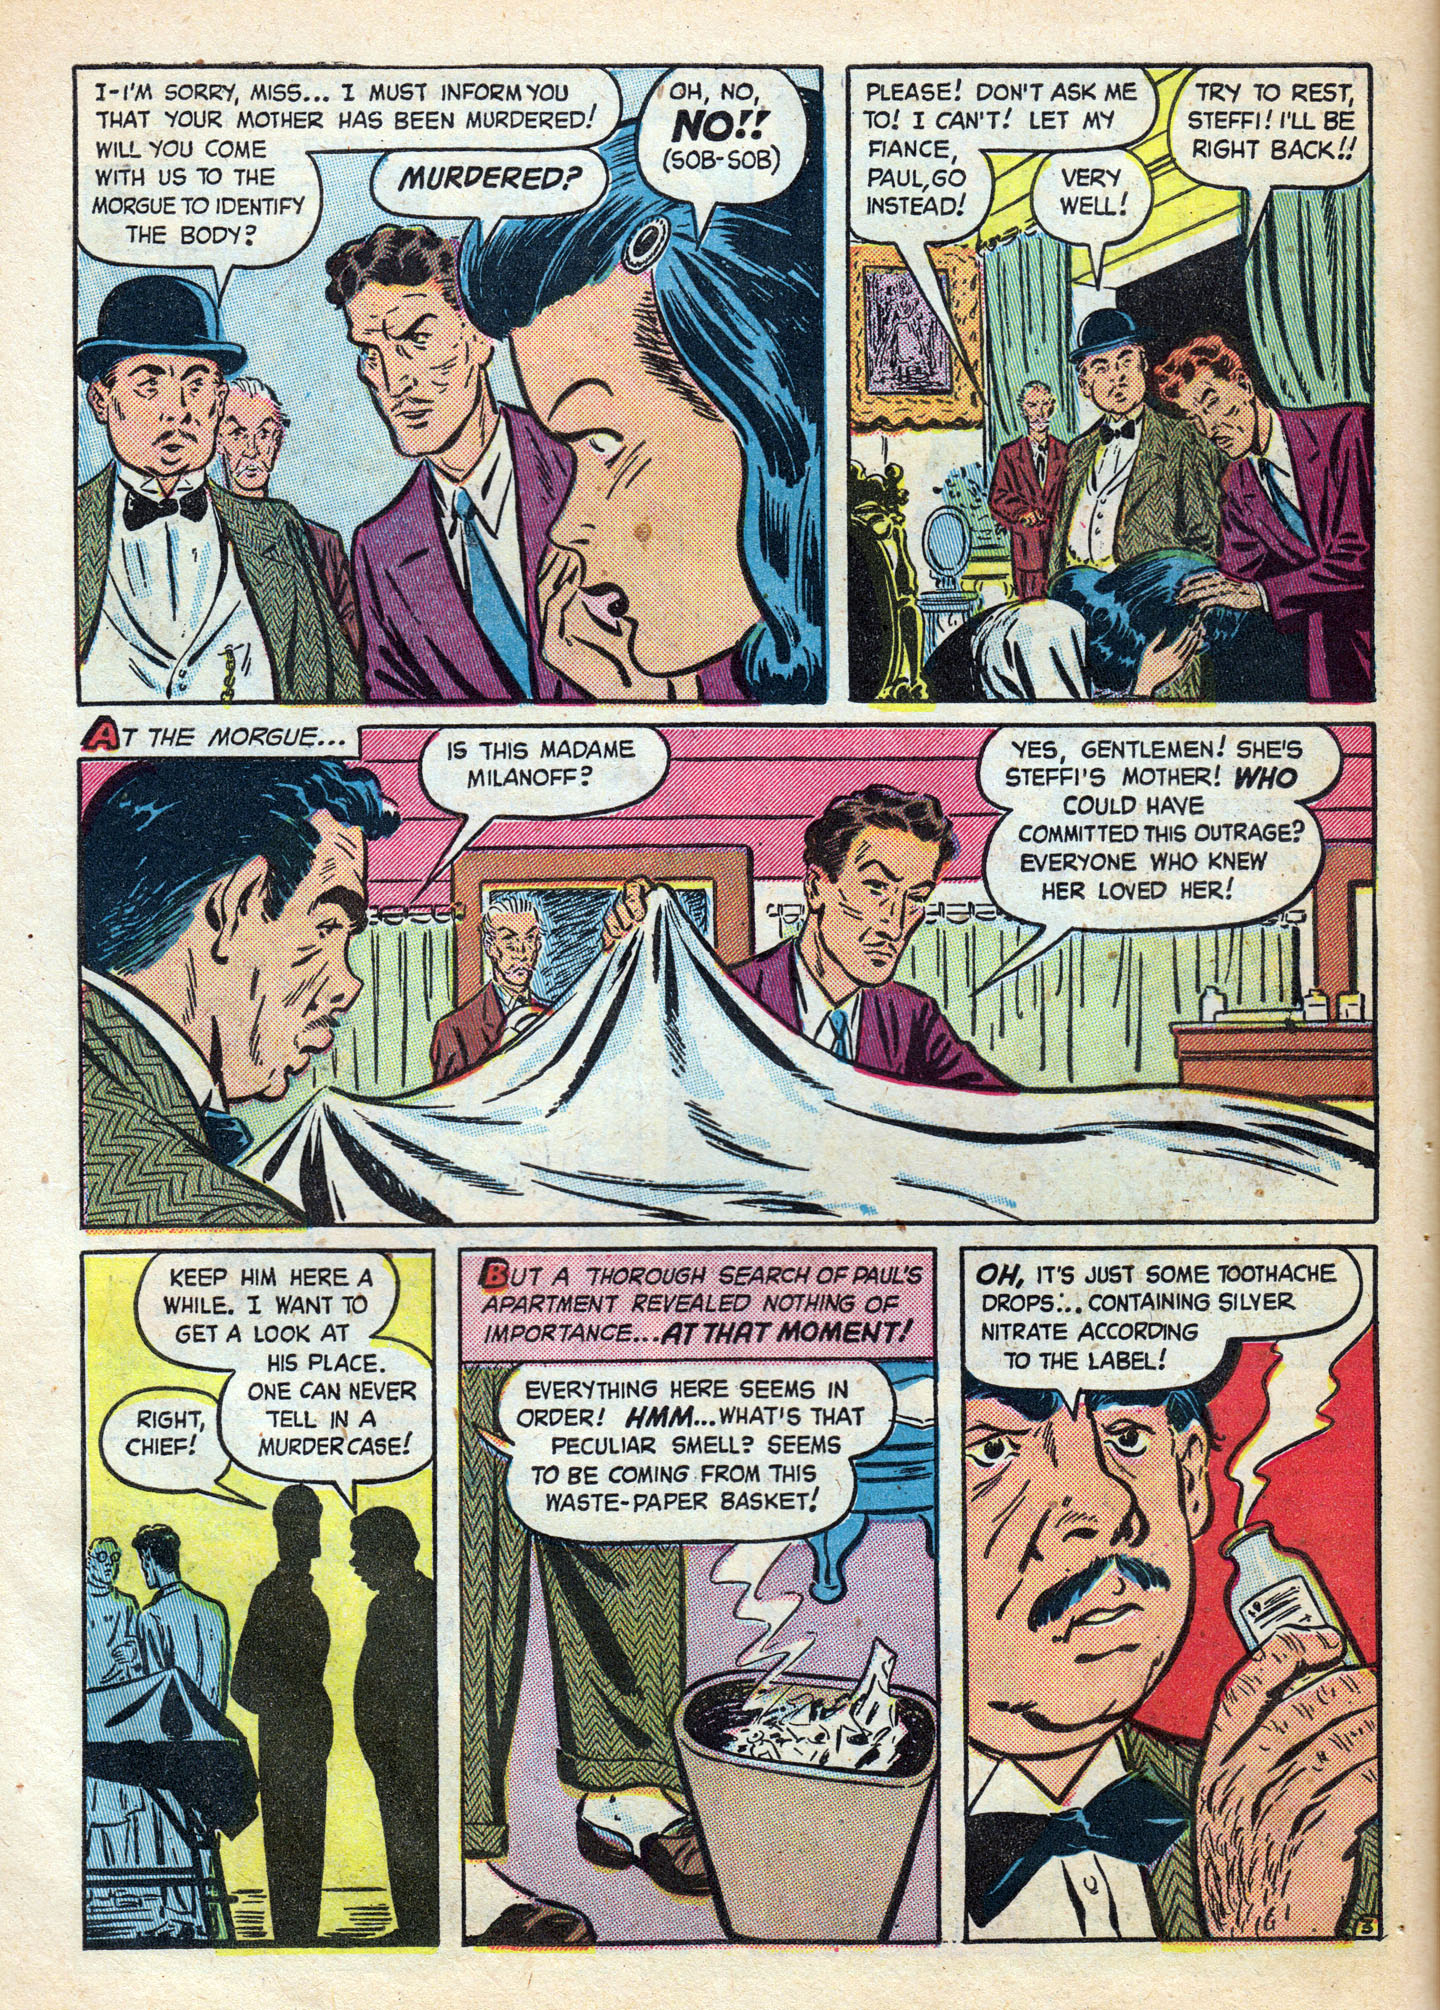 I-I'M SORRY, MISS... I MUST INFORM YOU
THAT YOUR MOTHER HAS BEEN MURDERED!
WILL YOU COME
WITH US TO THE
MORGUE TO IDENTIFY
THE BODY?
MURDERED?
OH, NO,
NO!!
(SOB-SOB)
PLEASE! DON'T ASK ME
TO! I CAN'T! LET MY
FIANCE,
PAUL, GO
INSTEAD!
VERY
WELL!
TRY TO REST,
STEFFI! I'LL BE
RIGHT BACK!!
AT THE MORGUE...
IS THIS MADAME
MILANOFF?
YES, GENTLEMEN! SHE'S
STEFFI'S MOTHER! WHO
COULD HAVE
COMMITTED THIS OUTRAGE?
EVERYONE WHO KNEW
HER LOVED HER!
KEEP HIM HERE A
WHILE. I WANT TO
GET A LOOK AT
HIS PLACE.
ONE CAN NEVER
TELL IN A
MURDER CASE!
RIGHT,
CHIEF!
BUT A THOROUGH SEARCH OF PAUL'S
APARTMENT REVEALED NOTHING OF
IMPORTANCE... AT THAT MOMENT!
EVERYTHING HERE SEEMS IN
ORDER! HMM...WHAT'S THAT
PECULIAR SMELL? SEEMS
TO BE COMING FROM THIS
WASTE-PAPER BASKET!
OH, IT'S JUST SOME TOOTHACHE
DROPS... CONTAINING SILVER
NITRATE ACCORDING
TO THE LABEL!
3